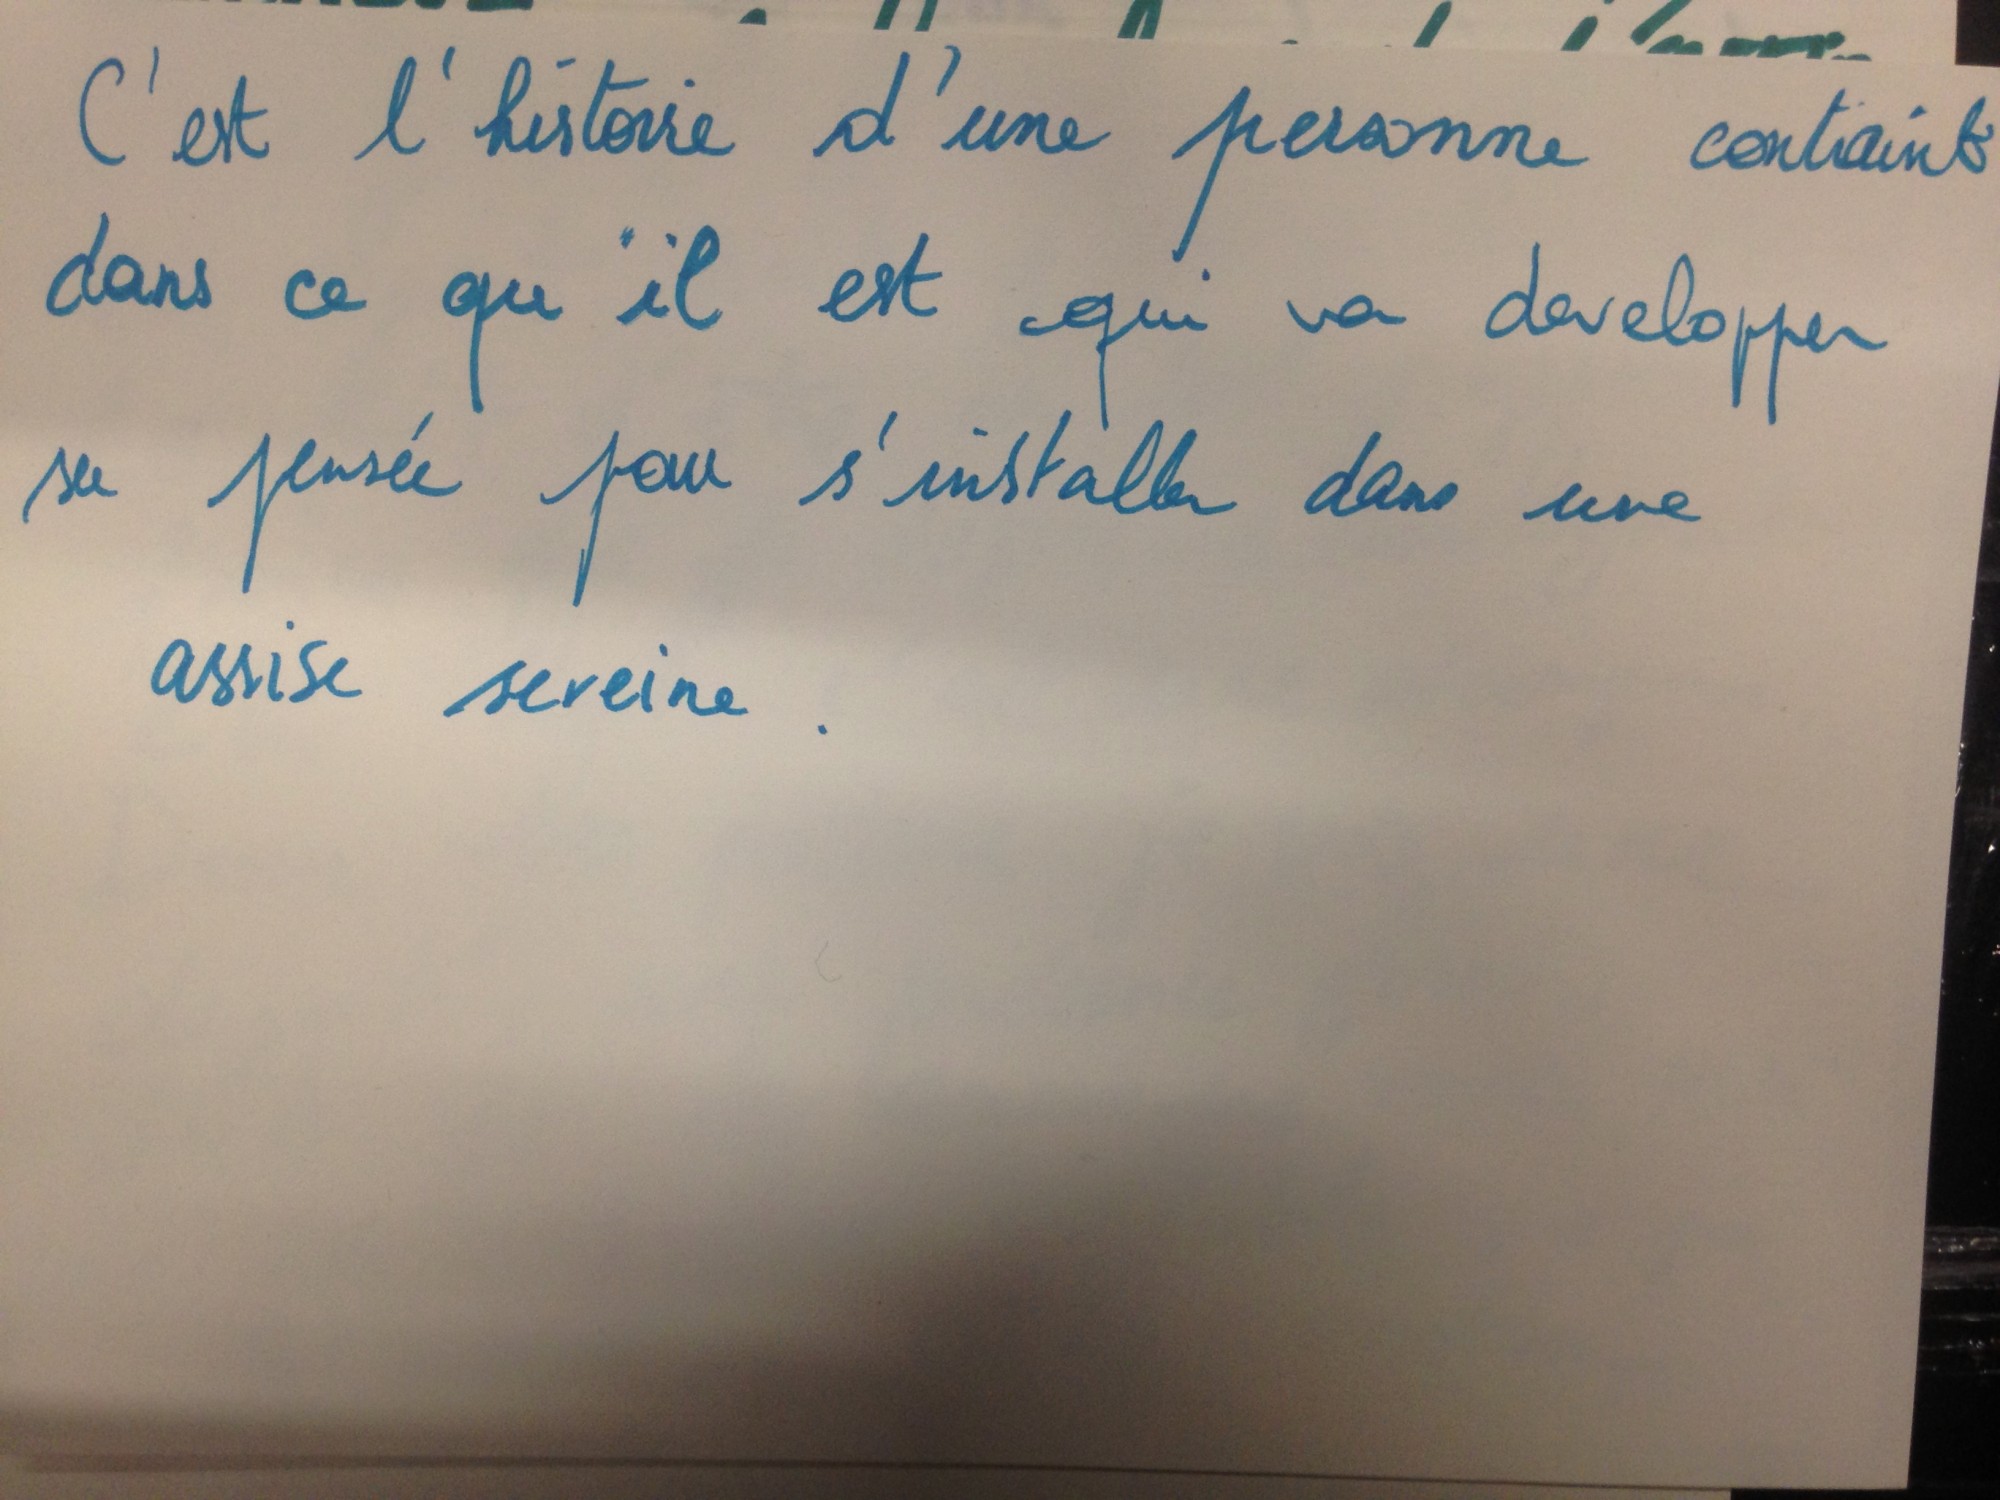 C'est l'histoire d'une personne contraint
dans ce qu'il est qui va developper
sa pensée pour s'installer dans une
assise sereine.